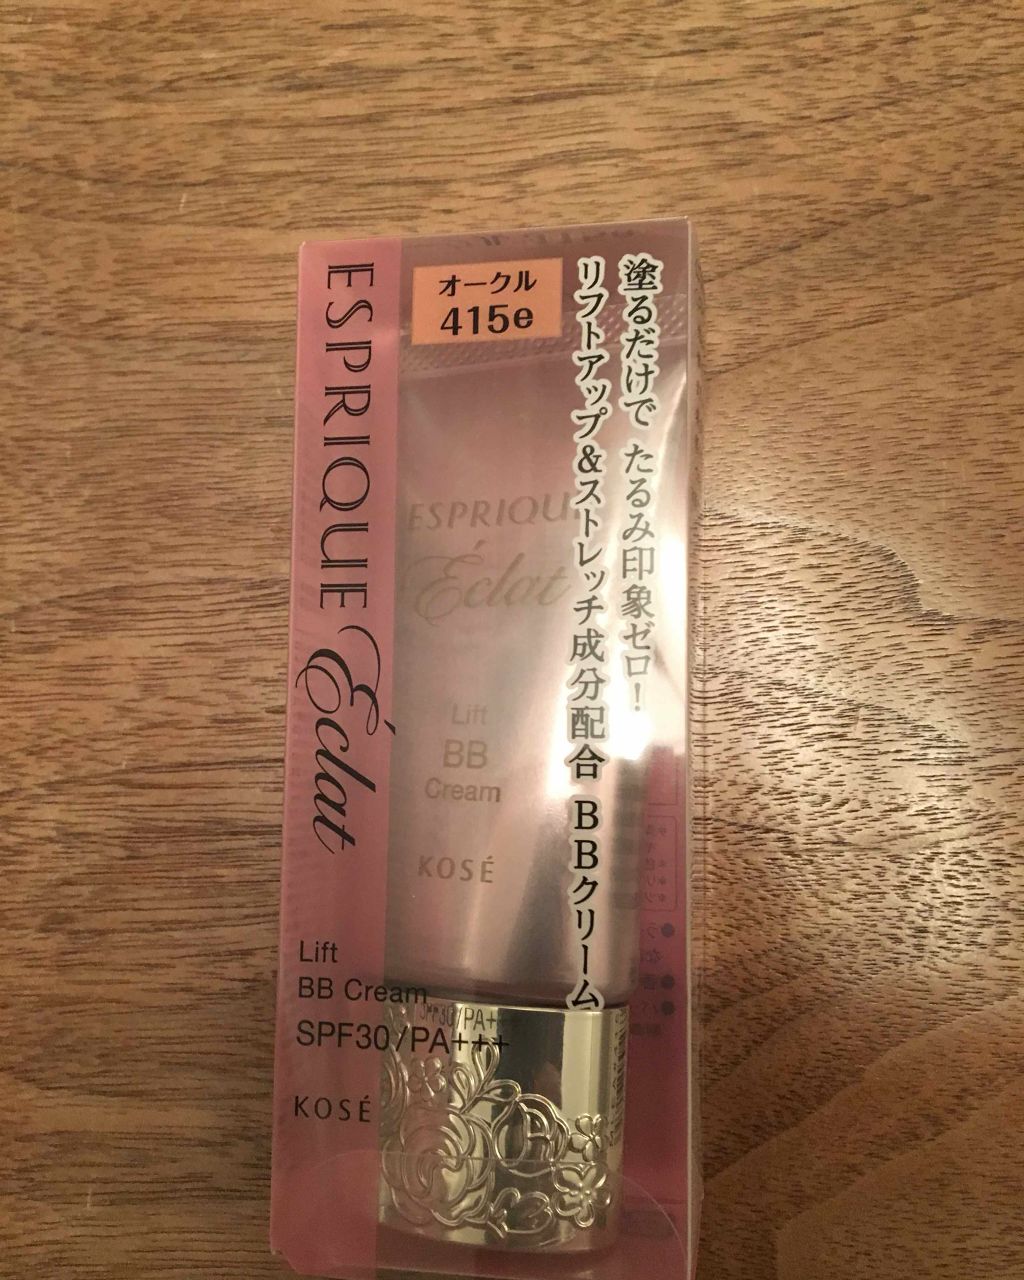 ESPRIQUE Éclat
オークル
415e
塗るだけで たるみ印象ゼロ!
リフトアップ&ストレッチ成分配合 BBクリーム
ESPRIQUE
Éclat
Lift
BB
Cream
KOSÉ
Lift
BB Cream
SPF30/PA+++
SPF30/PA++
KOSÉ